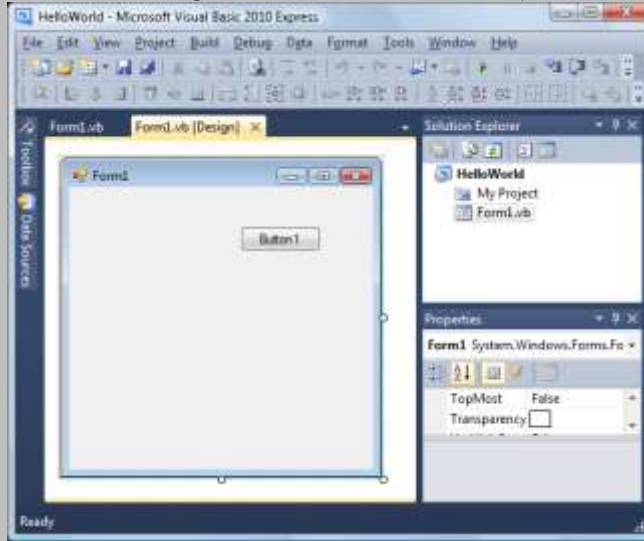 HelloWorld - Microsoft Visual Basic 2010 Express
File Edit View Project Build Debug Data Format Tools Window Help
Form1.vb Form1.vb [Design]
Solution Explorer
Toolbox
Data Sources
Form1
Button1
HelloWorld
My Project
Form1.vb
Properties
Form1 System.Windows.Forms.Fo
TopMost False
Transparency
Ready